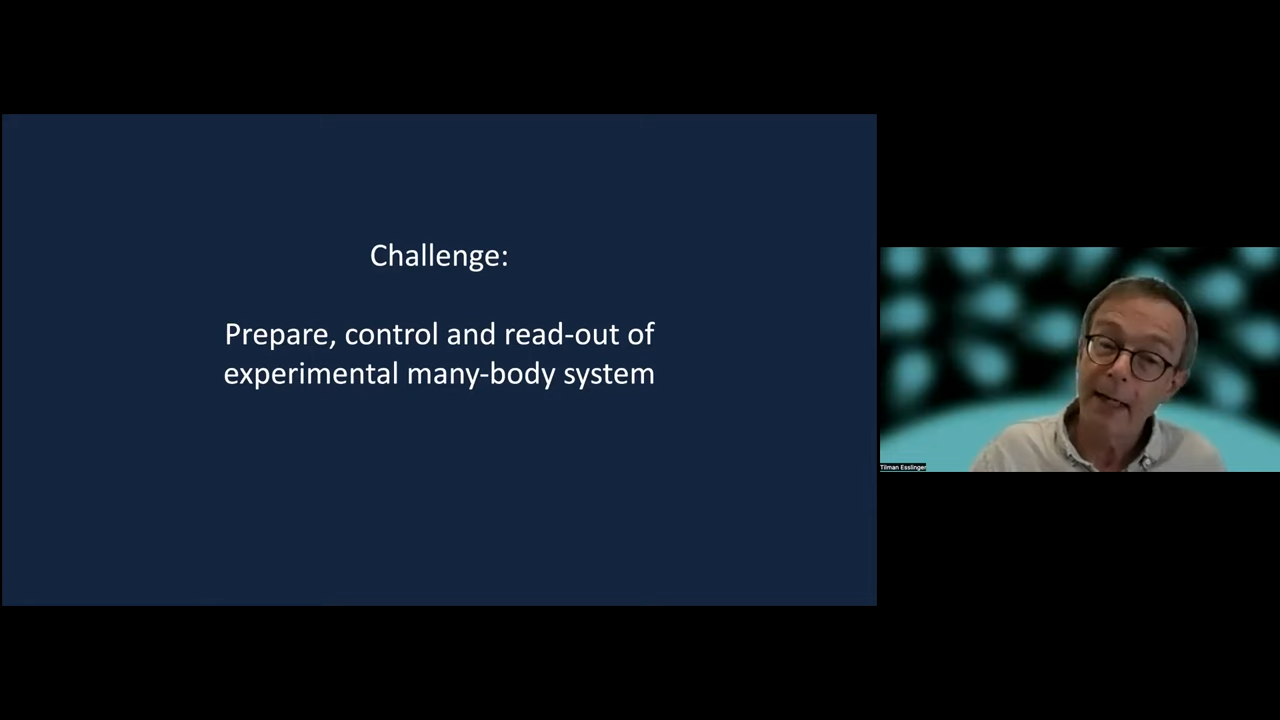 Challenge:
Prepare, control and read-out of
experimental many-body system
Tilman Esslinger